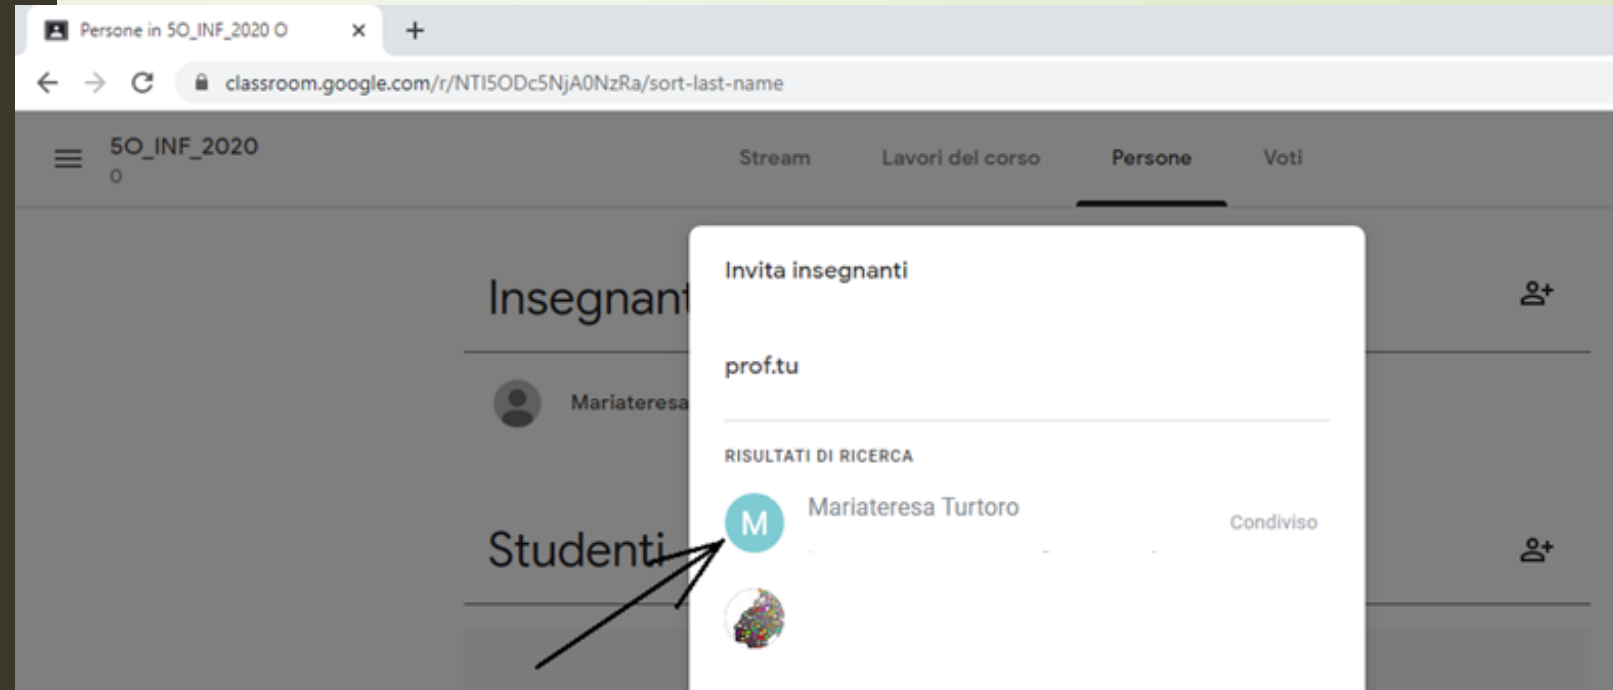 Persone in 5O_INF_2020 O
classroom.google.com/r/NTI5ODc5NjA0NzRa/sort-last-name
5O_INF_2020
O
Stream Lavori del corso Persone Voti
Invita insegnanti
Insegnant
prof.tu
Mariateresa
RISULTATI DI RICERCA
M
Mariateresa Turtoro
Condiviso
Studenti